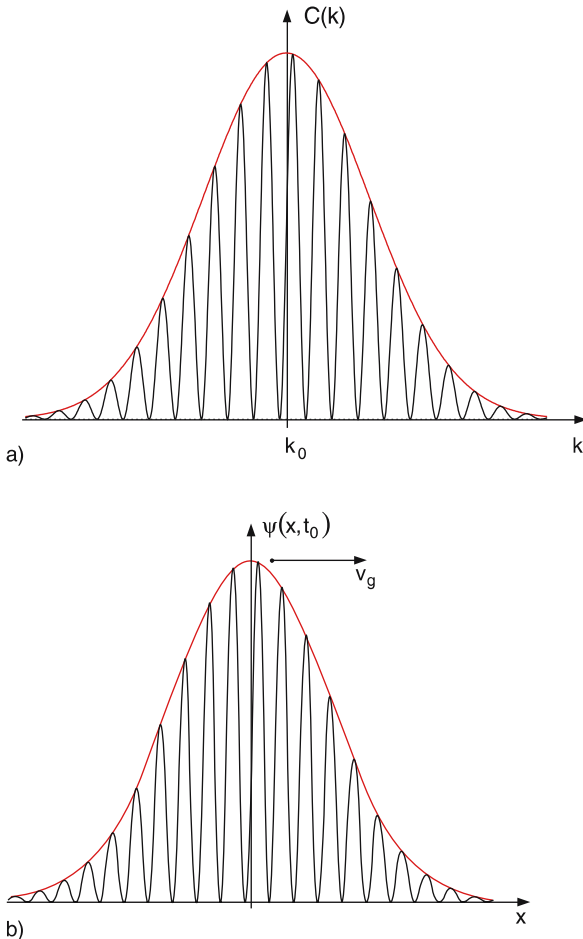 C(k)
k₀
k
a)
ψ(x,t₀)
v_g
x
b)